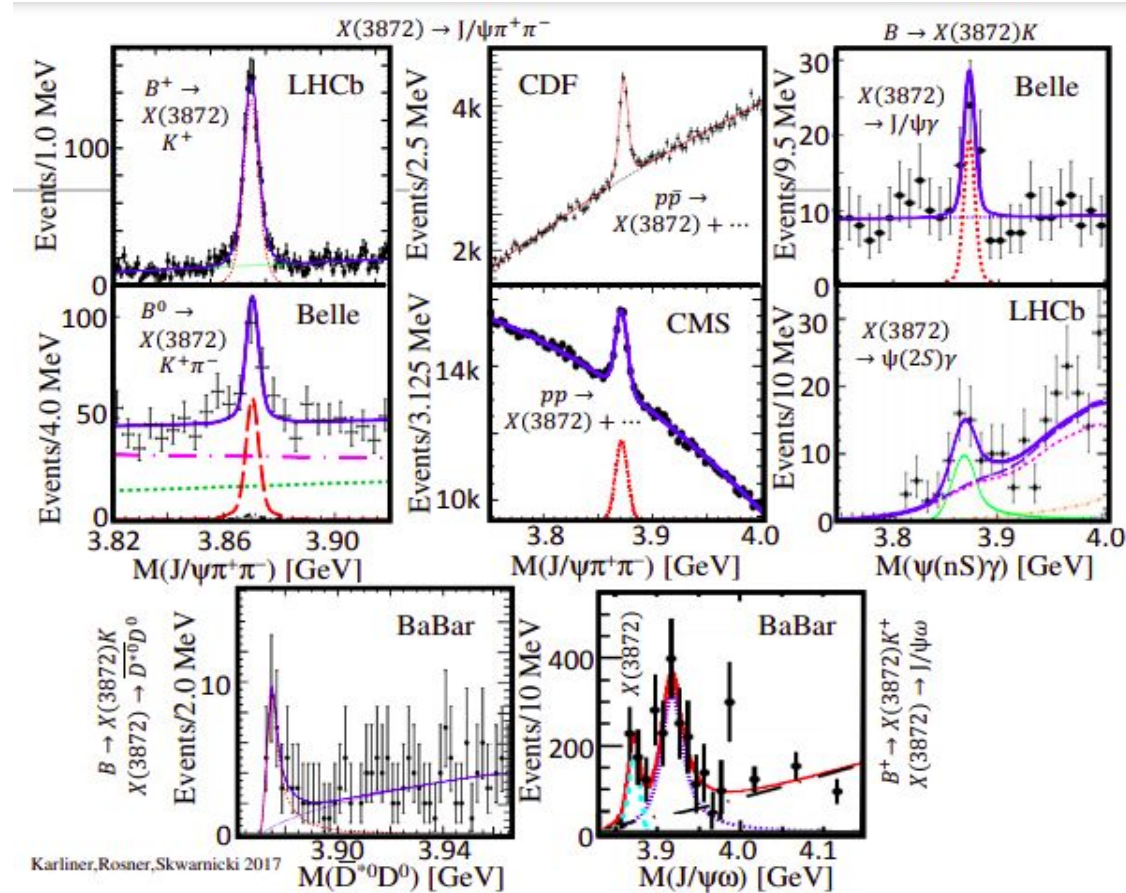 X(3872) → J/ψπ⁺π⁻
B → X(3872)K
Events/1.0 MeV
100
0
B⁺ →
X(3872)
K⁺
LHCb
Events/2.5 MeV
4k
2k
CDF
pp̄ →
X(3872) + ⋯
Events/9.5 MeV
30
20
10
0
X(3872)
→ J/ψγ
Belle
Events/4.0 MeV
100
50
0
B⁰ →
X(3872)
K⁺π⁻
Belle
3.82 3.86 3.90
M(J/ψπ⁺π⁻) [GeV]
Events/3.125 MeV
14k
10k
CMS
pp →
X(3872) + ⋯
3.8 3.9 4.0
M(J/ψπ⁺π⁻) [GeV]
Events/10 MeV
30
20
10
0
X(3872)
→ ψ(2S)γ
LHCb
3.8 3.9 4.0
M(ψ(nS)γ) [GeV]
B → X(3872)K
X(3872) → D̅*⁰D⁰
Events/2.0 MeV
10
0
BaBar
3.90 3.94
M(D̅*⁰D⁰) [GeV]
Events/10 MeV
400
200
0
X(3872)
BaBar
3.9 4.0 4.1
M(J/ψω) [GeV]
B⁺ → X(3872)K⁺
X(3872) → J/ψω
Karliner,Rosner,Skwarnicki 2017